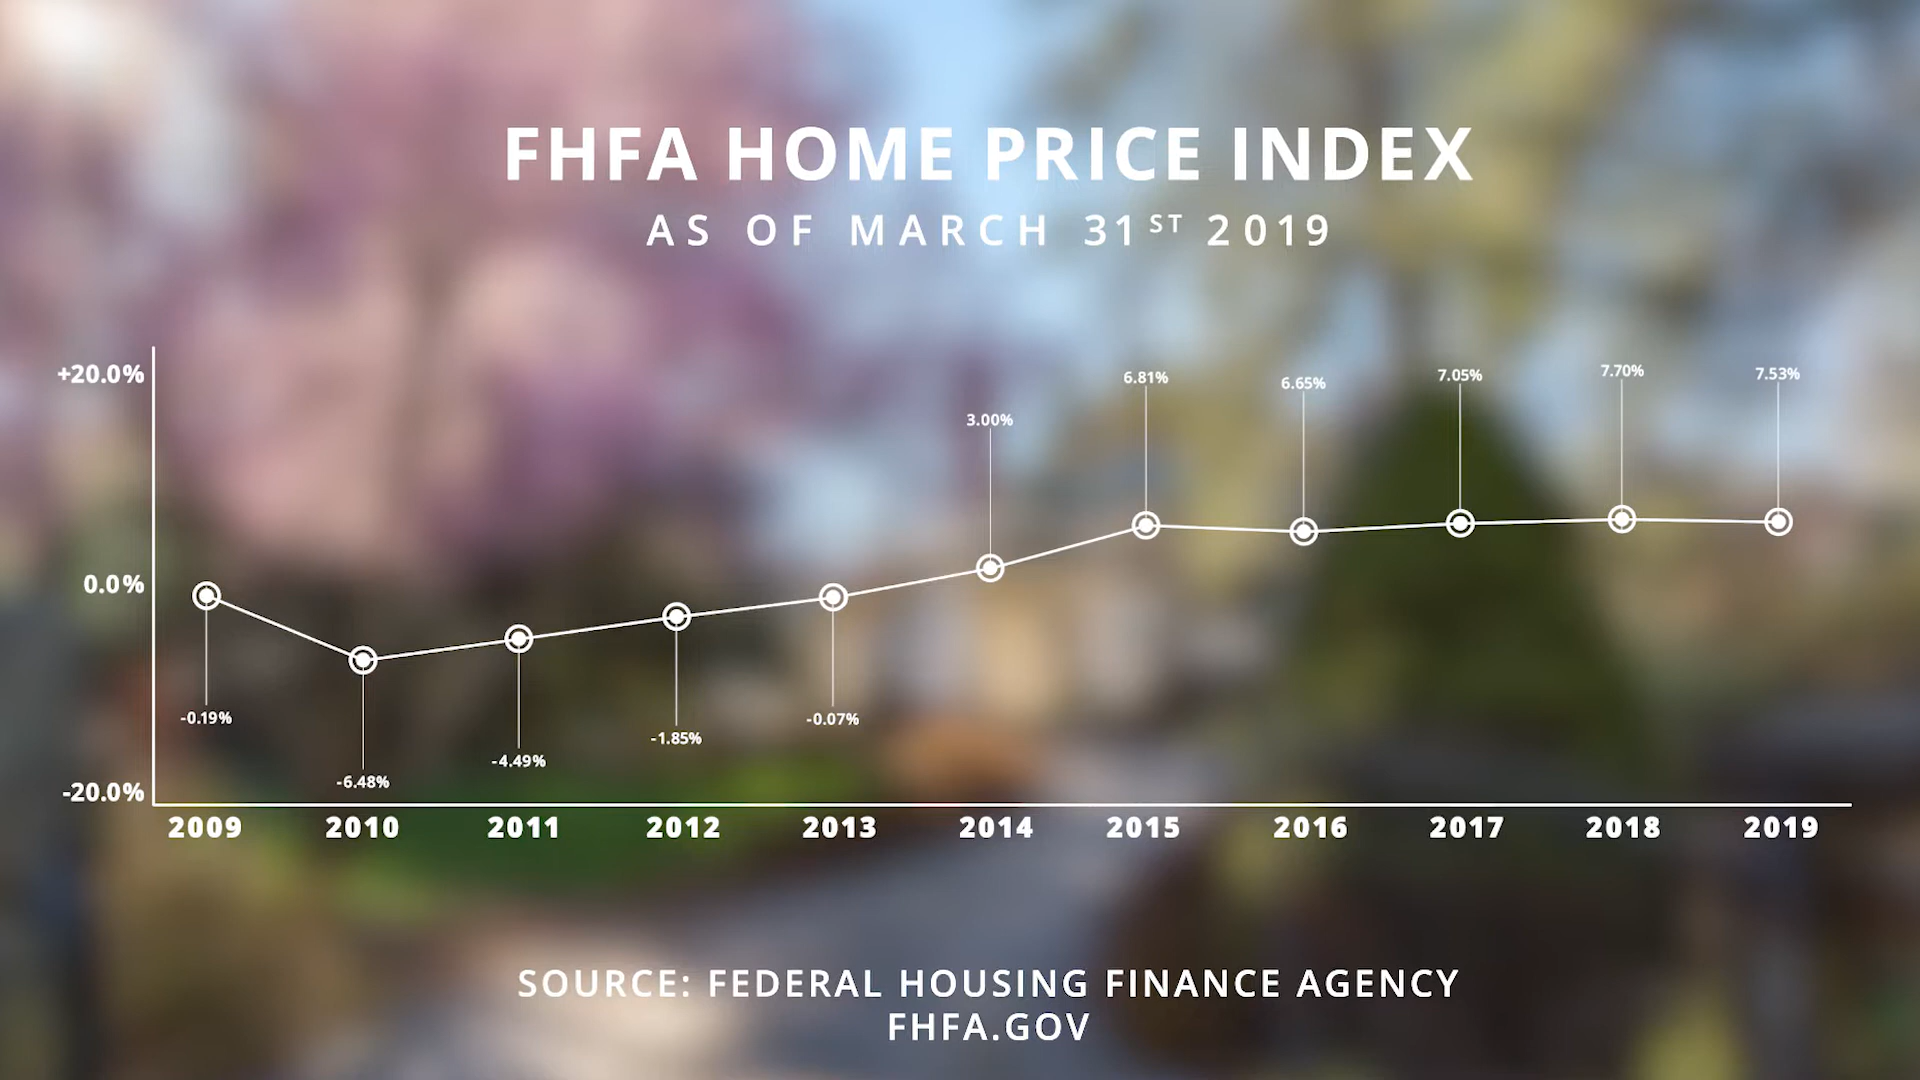 FHFA HOME PRICE INDEX
AS OF MARCH 31ST 2019
+20.0%
0.0%
-20.0%
-0.19%
-6.48%
-4.49%
-1.85%
-0.07%
3.00%
6.81%
6.65%
7.05%
7.70%
7.53%
2009 2010 2011 2012 2013 2014 2015 2016 2017 2018 2019
SOURCE: FEDERAL HOUSING FINANCE AGENCY
FHFA.GOV